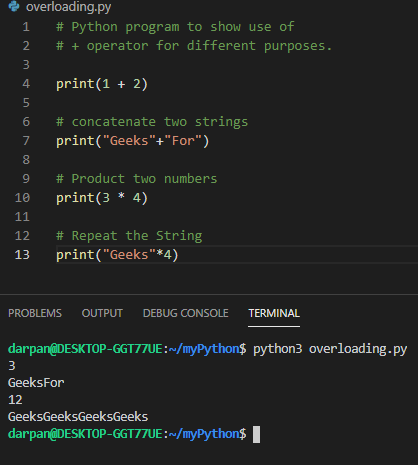 overloading.py
1 # Python program to show use of
2 # + operator for different purposes.
3
4 print(1 + 2)
5
6 # concatenate two strings
7 print("Geeks"+"For")
8
9 # Product two numbers
10 print(3 * 4)
11
12 # Repeat the String
13 print("Geeks"*4)
PROBLEMS OUTPUT DEBUG CONSOLE TERMINAL
darpan@DESKTOP-GGT77UE:~/myPython$ python3 overloading.py
3
GeeksFor
12
GeeksGeeksGeeksGeeks
darpan@DESKTOP-GGT77UE:~/myPython$